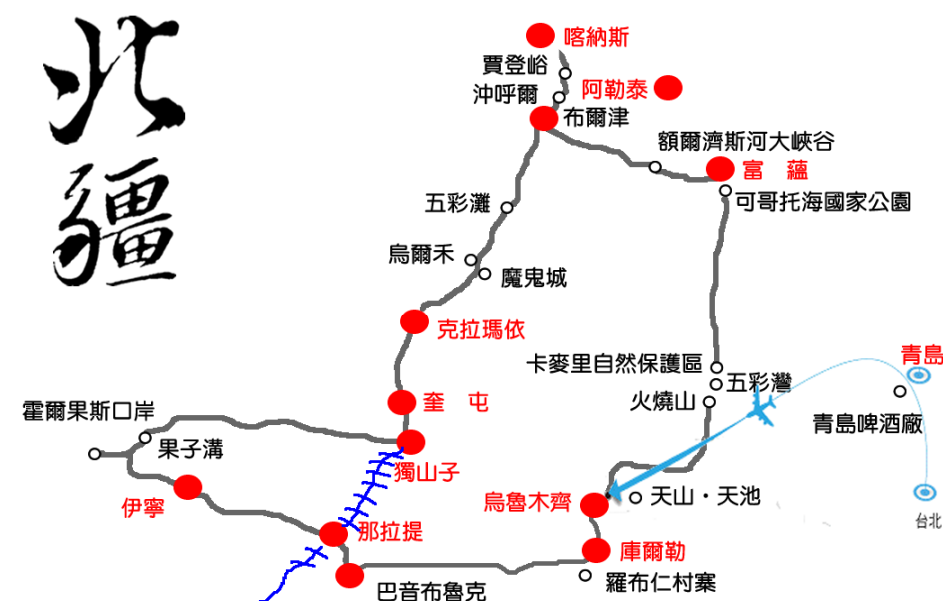 北疆
喀納斯
賈登峪
阿勒泰
沖呼爾
布爾津
額爾濟斯河大峽谷
富 蘊
可哥托海國家公園
五彩灘
烏爾禾
魔鬼城
克拉瑪依
卡麥里自然保護區
五彩灣
火燒山
青島
青島啤酒廠
奎 屯
霍爾果斯口岸
果子溝
獨山子
伊寧
烏魯木齊
天山・天池
台北
那拉提
庫爾勒
巴音布魯克
羅布仁村寨